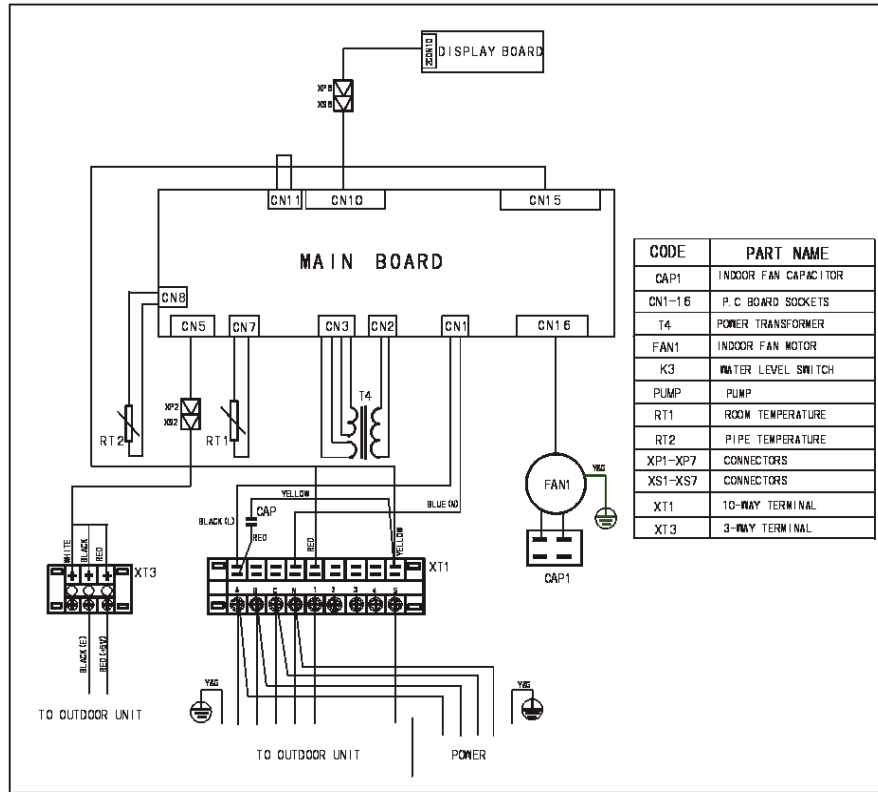 2CON10
DISPLAY BOARD
XP6
XS6
CN11
CN10
CN15
MAIN BOARD
CN8
CN5
CN7
CN3
CN2
CN1
CN16
T4
XP2
XS2
RT2
RT1
YELLOW
CAP
BLACK(L)
RED
RED
BLUE(N)
YELLOW
FAN1
Y&G
CAP1
WHITE
BLACK
RED
XT3
XT1
A B C N 1 2 3 4 5
BLACK(E)
RED(+5V)
TO OUTDOOR UNIT
Y&G
Y&G
TO OUTDOOR UNIT
POWER
CODE PART NAME
CAP1 INDOOR FAN CAPACITOR
CN1-16 P.C BOARD SOCKETS
T4 POWER TRANSFORMER
FAN1 INDOOR FAN MOTOR
K3 WATER LEVEL SWITCH
PUMP PUMP
RT1 ROOM TEMPERATURE
RT2 PIPE TEMPERATURE
XP1-XP7 CONNECTORS
XS1-XS7 CONNECTORS
XT1 10-WAY TERMINAL
XT3 3-WAY TERMINAL